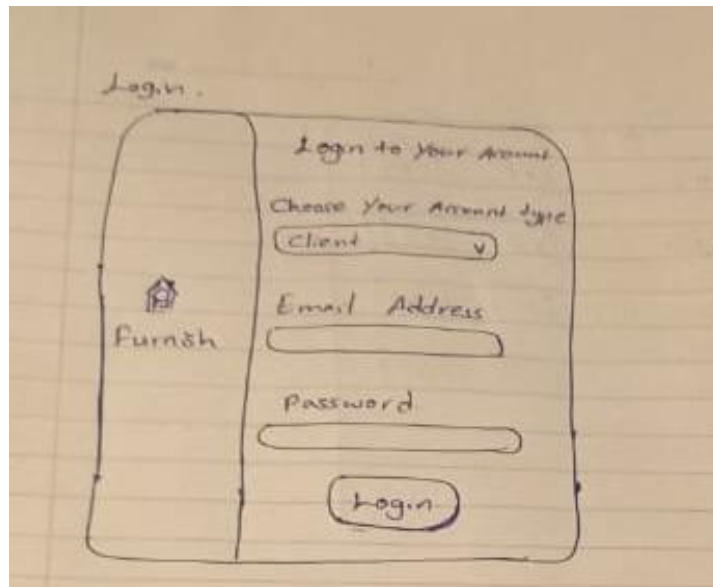 Login.
Login to Your Account
Choose Your Account type
Client
Email Address
Furnish
Password
Login